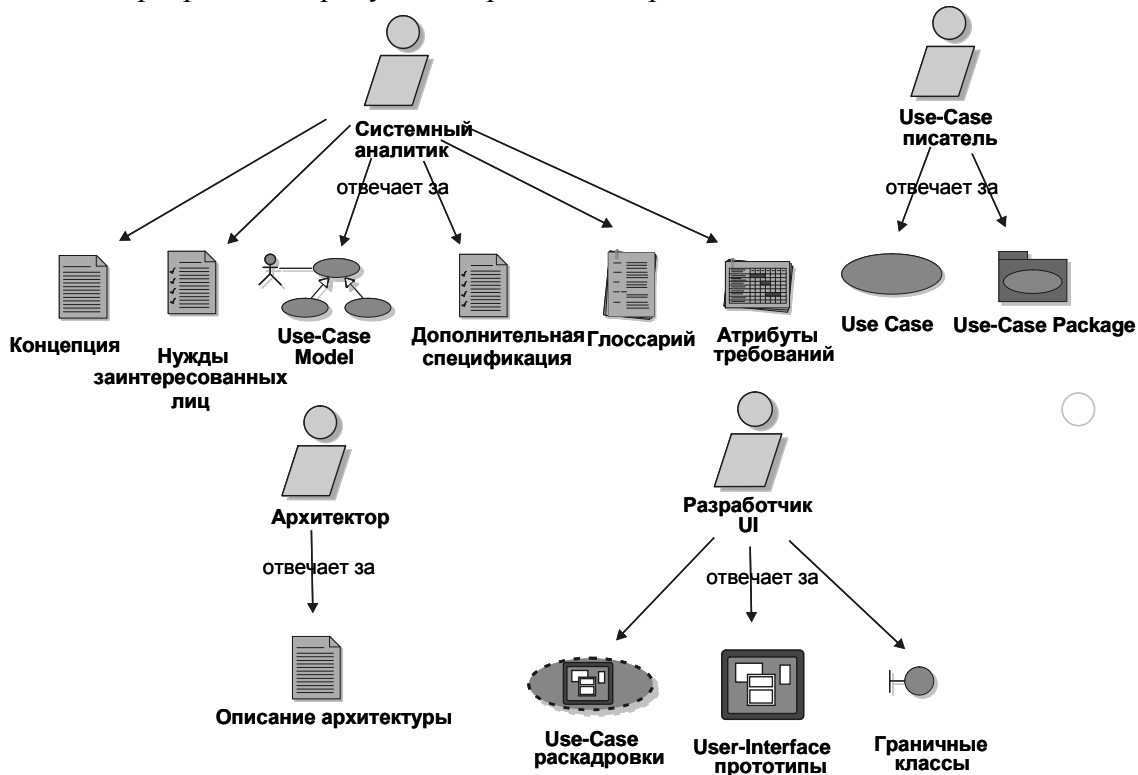 Системный
аналитик
отвечает за
Use-Case
писатель
отвечает за
Концепция
Нужды
заинтересованных
лиц
Use-Case
Model
Дополнительная
спецификация
Глоссарий
Атрибуты
требований
Use Case
Use-Case Package
Архитектор
отвечает за
Описание архитектуры
Разработчик
UI
отвечает за
Use-Case
раскадровки
User-Interface
прототипы
Граничные
классы